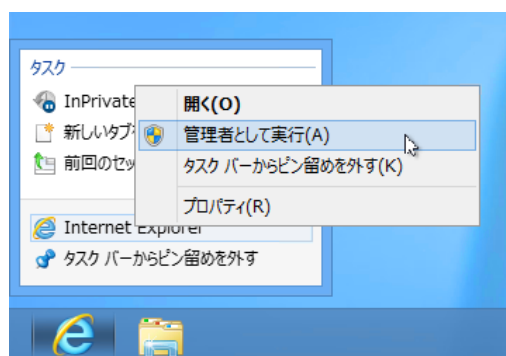 タスク
InPrivate
開く(O)
新しいタブ
管理者として実行(A)
前回のセッ
タスク バーからピン留めを外す(K)
プロパティ(R)
Internet Explorer
タスク バーからピン留めを外す